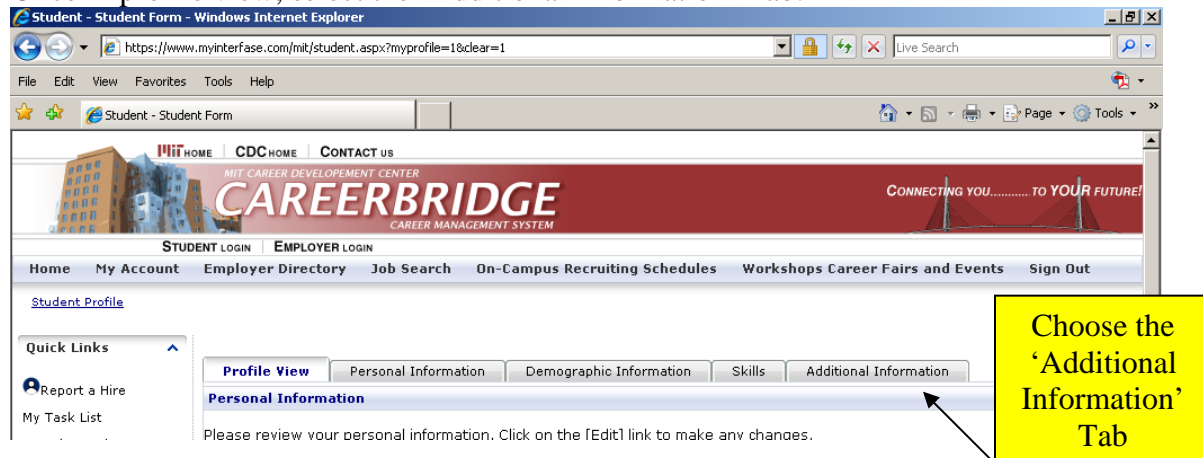 Student - Student Form - Windows Internet Explorer
https://www.myinterfase.com/mit/student.aspx?myprofile=1&clear=1
Live Search
File Edit View Favorites Tools Help
Student - Student Form
Page Tools
MIT HOME CDC HOME CONTACT US
MIT CAREER DEVELOPMENT CENTER
CAREERBRIDGE
CAREER MANAGEMENT SYSTEM
CONNECTING YOU............ TO YOUR FUTURE!
STUDENT LOGIN EMPLOYER LOGIN
Home My Account Employer Directory Job Search On-Campus Recruiting Schedules Workshops Career Fairs and Events Sign Out
Student Profile
Quick Links
Report a Hire
My Task List
Profile View Personal Information Demographic Information Skills Additional Information
Personal Information
Please review your personal information. Click on the [Edit] link to make any changes.
Choose the
‘Additional
Information’
Tab